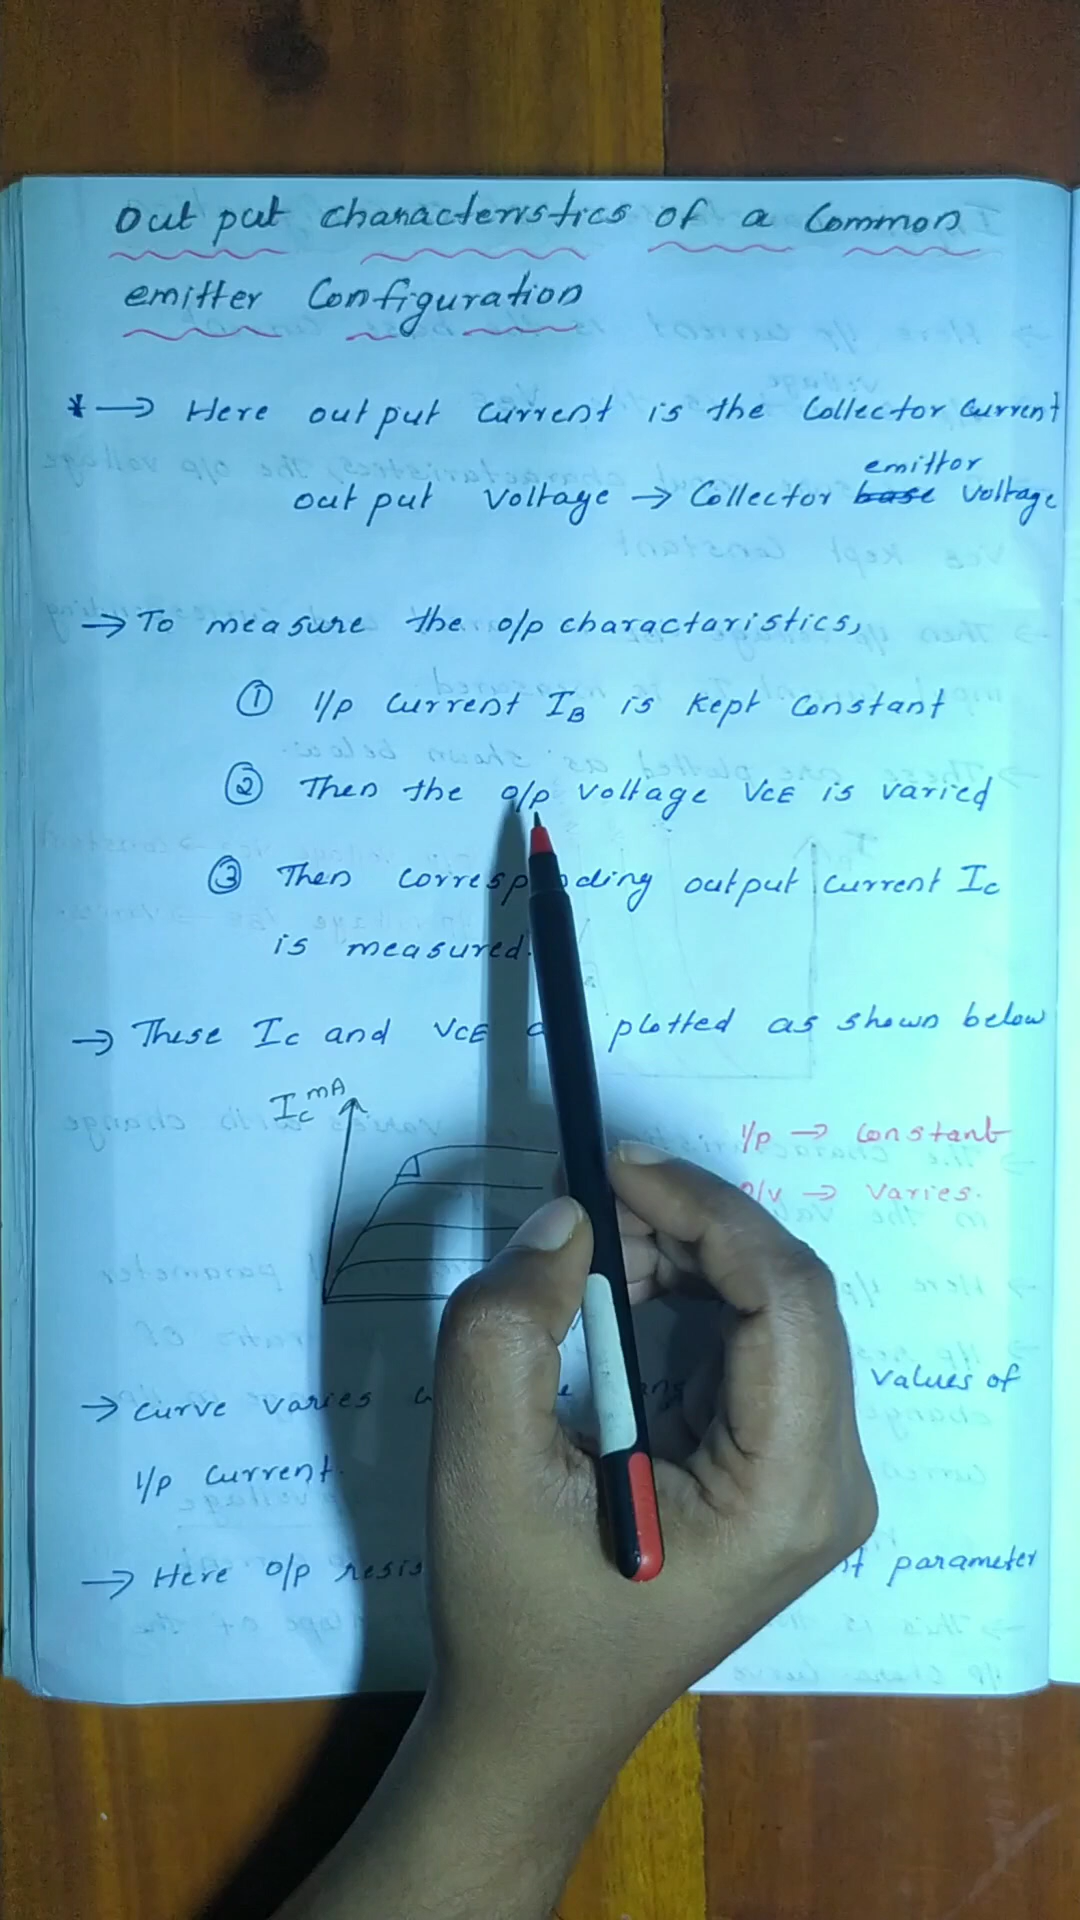 Out put characteristics of a Common
emitter Configuration
* → Here out put current is the Collector current
emittor
out put Voltage → Collector base Voltage
→ To measure the o/p charactaristics,
① I/p current IB is kept constant
② Then the o/p voltage VCE is varied
③ Then corresp ding output current Ic
is measured.
→ These Ic and VCE plotted as shown below
Ic mA
I/p → constant
o/v → varies.
→ curve varies values of
I/p current.
→ Here o/p parameter